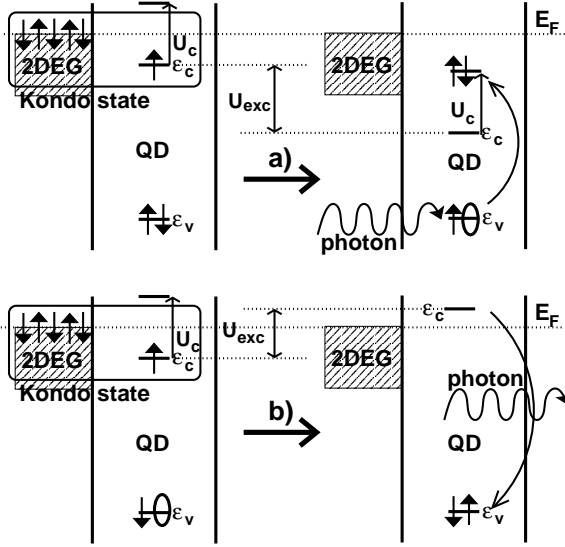 E_F
U_c
2DEG
ε_c
Kondo state
U_exc
2DEG
U_c
ε_c
QD
a)
QD
ε_v
photon
ε_v
ε_c
E_F
U_c
U_exc
2DEG
ε_c
2DEG
photon
Kondo state
b)
QD
QD
ε_v
ε_v